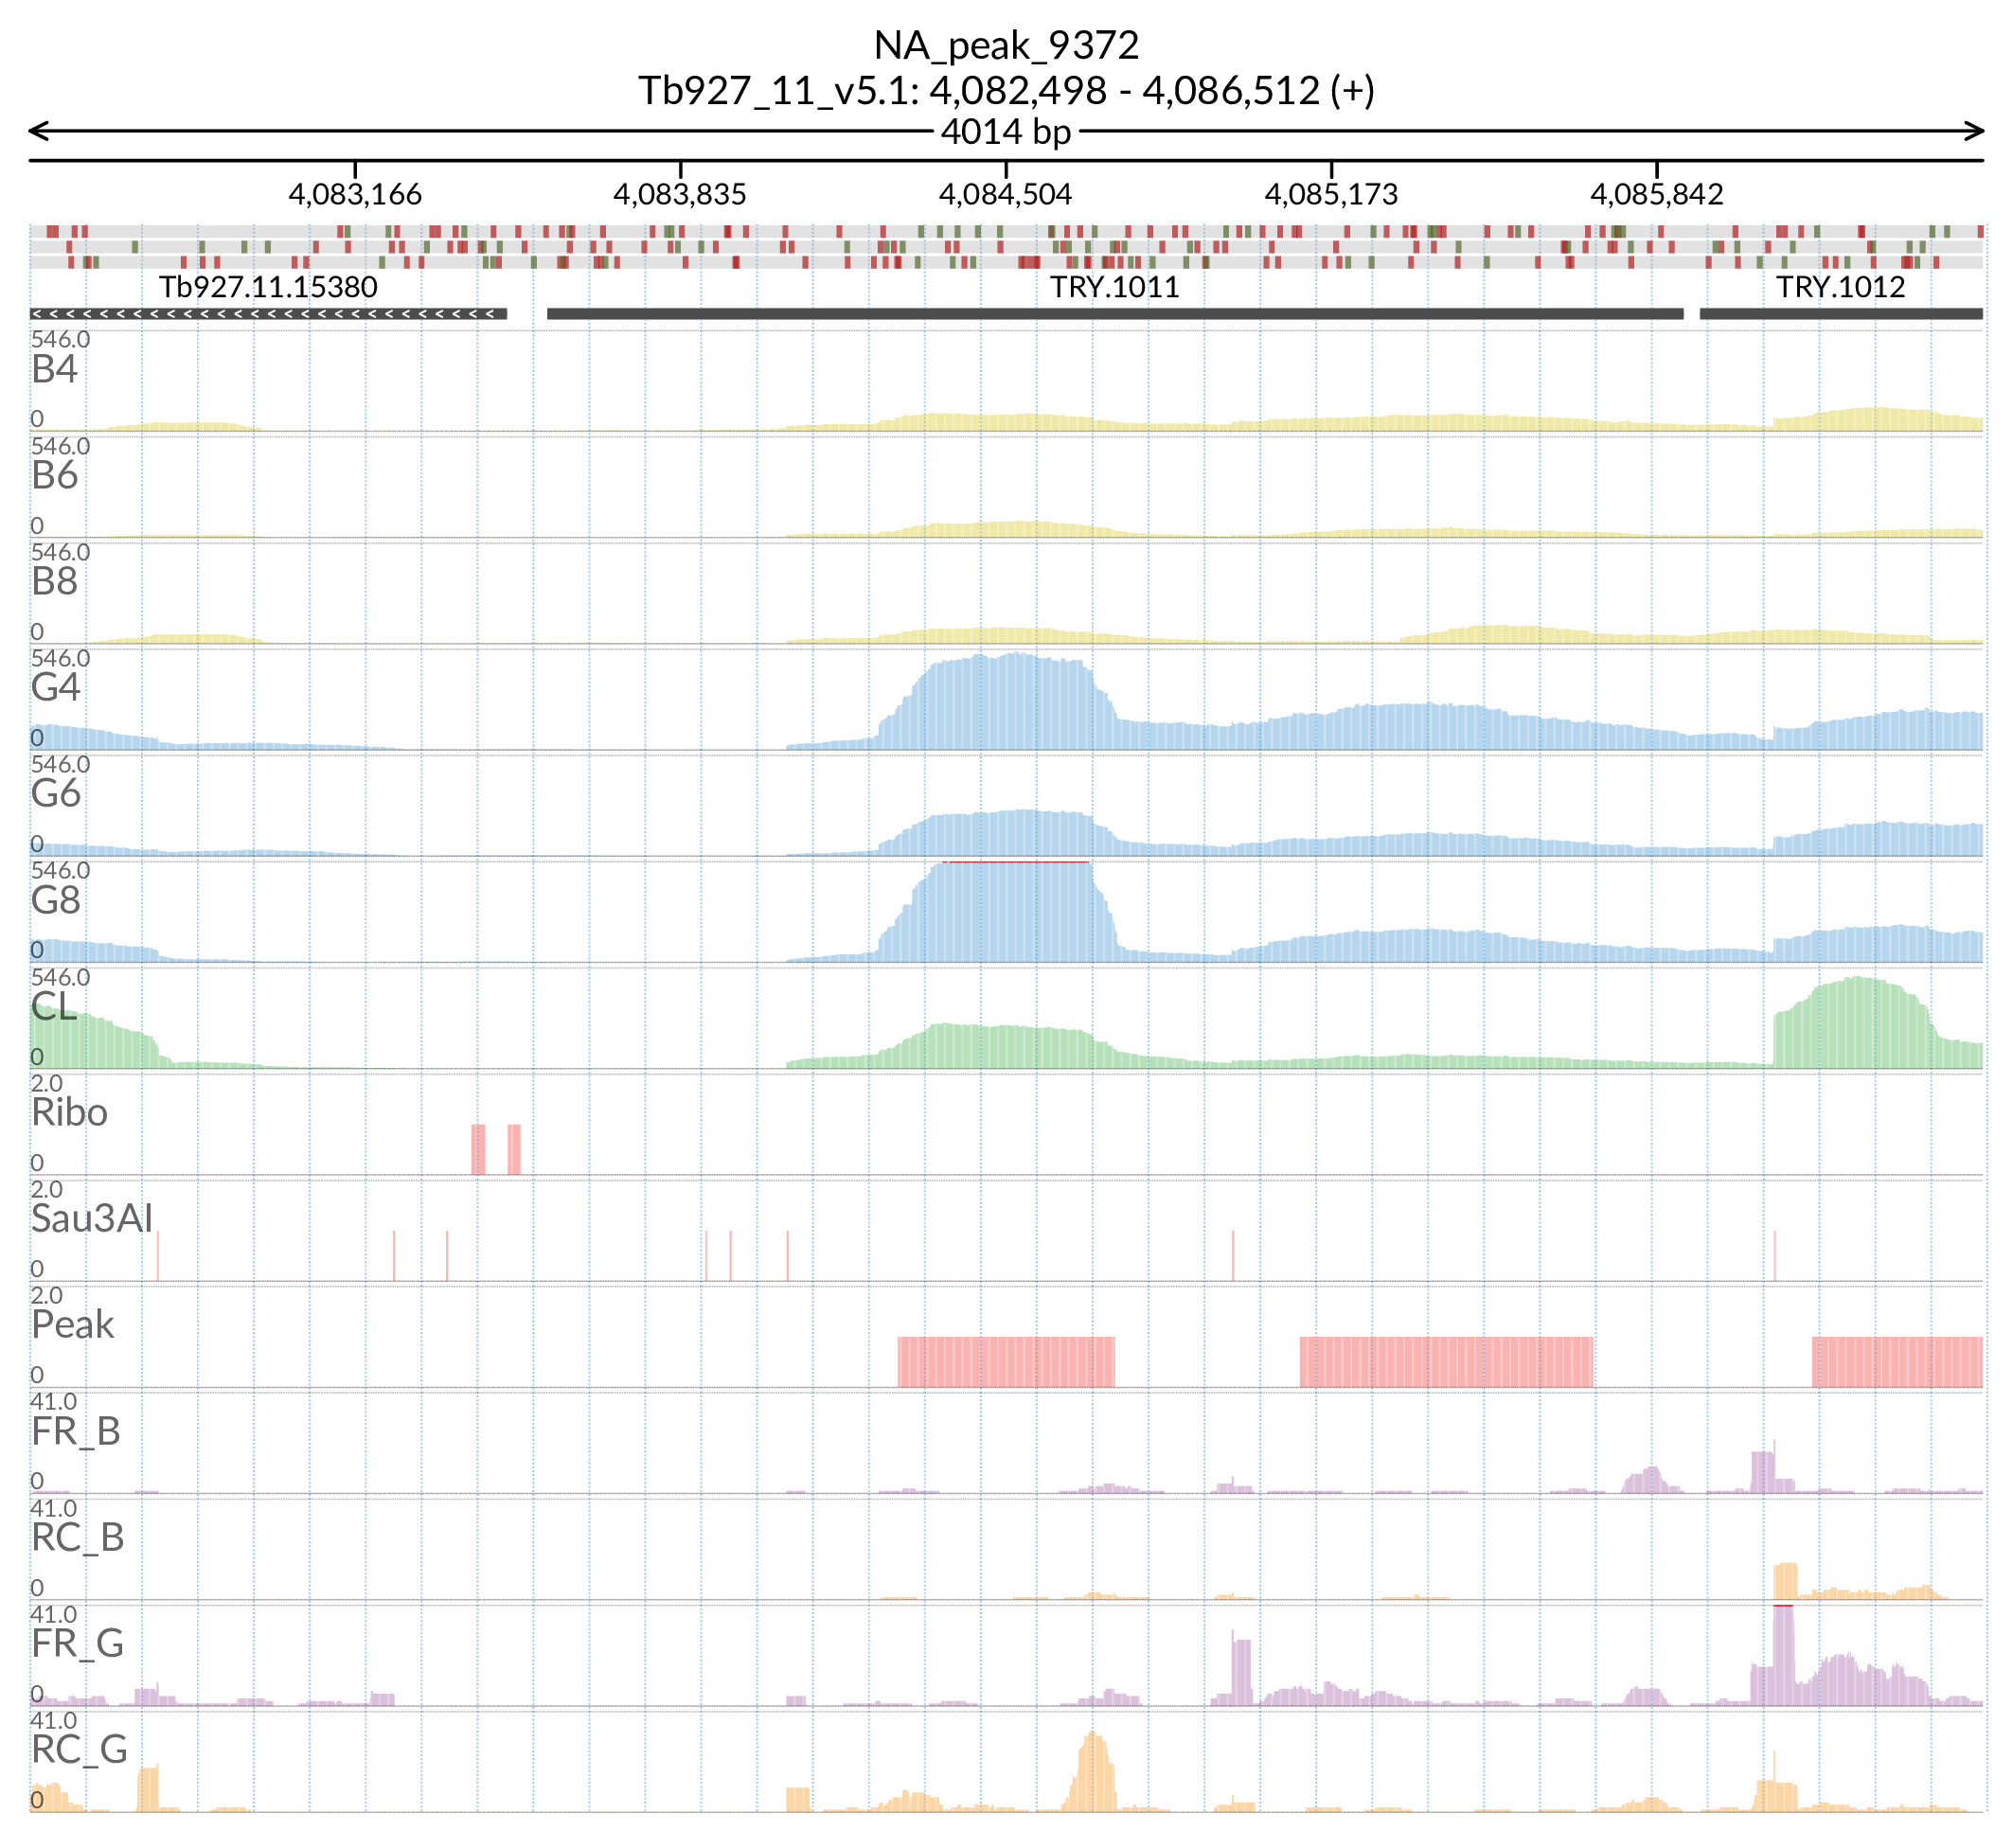 NA_peak_9372
Tb927_11_v5.1: 4,082,498 - 4,086,512 (+)
4014 bp
4,083,166 4,083,835 4,084,504 4,085,173 4,085,842
Tb927.11.15380 TRY.1011 TRY.1012
546.0
B4
0
546.0
B6
0
546.0
B8
0
546.0
G4
0
546.0
G6
0
546.0
G8
0
546.0
CL
0
2.0
Ribo
0
2.0
Sau3AI
0
2.0
Peak
0
41.0
FR_B
0
41.0
RC_B
0
41.0
FR_G
0
41.0
RC_G
0